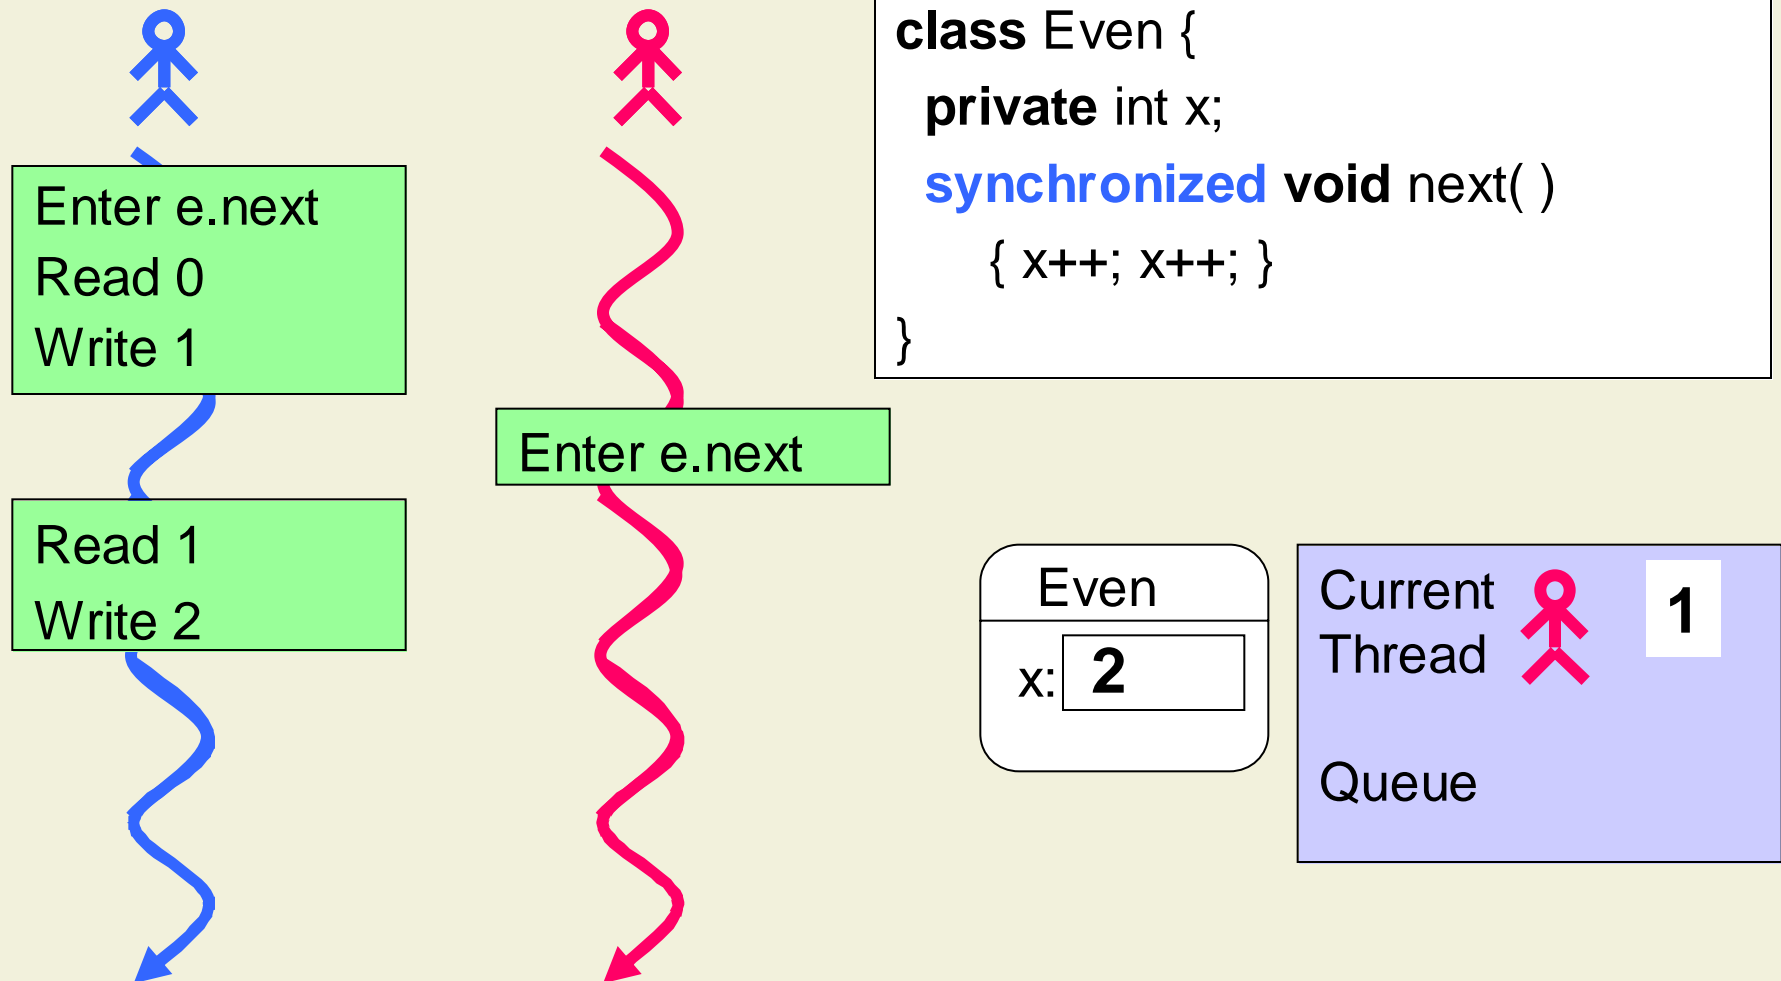 Enter e.next
Read 0
Write 1
Read 1
Write 2
Enter e.next
class Even {
private int x;
synchronized void next( )
{ x++; x++; }
}
Even
x: 2
Current
Thread
1
Queue